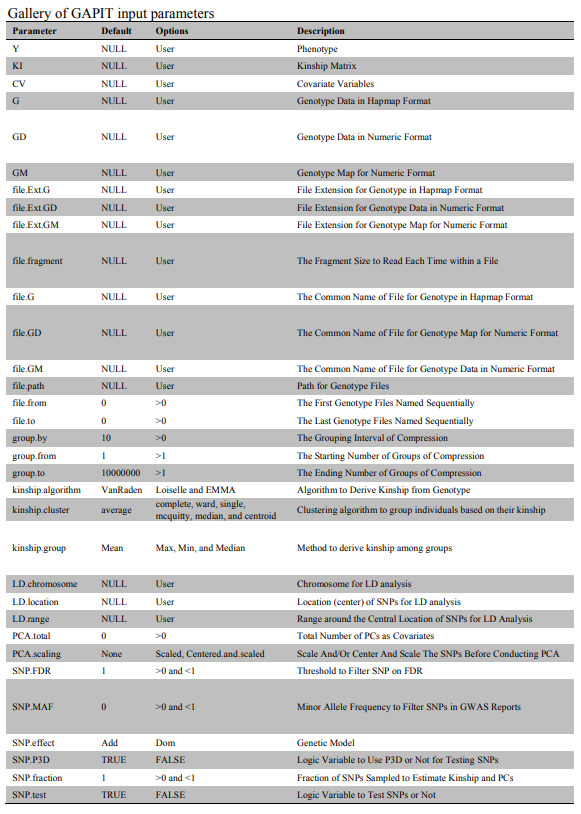 Gallery of GAPIT input parameters
Parameter Default Options Description
Y NULL User Phenotype
KI NULL User Kinship Matrix
CV NULL User Covariate Variables
G NULL User Genotype Data in Hapmap Format
GD NULL User Genotype Data in Numeric Format
GM NULL User Genotype Map for Numeric Format
file.Ext.G NULL User File Extension for Genotype in Hapmap Format
file.Ext.GD NULL User File Extension for Genotype Data in Numeric Format
file.Ext.GM NULL User File Extension for Genotype Map for Numeric Format
file.fragment NULL User The Fragment Size to Read Each Time within a File
file.G NULL User The Common Name of File for Genotype in Hapmap Format
file.GD NULL User The Common Name of File for Genotype Map for Numeric Format
file.GM NULL User The Common Name of File for Genotype Data in Numeric Format
file.path NULL User Path for Genotype Files
file.from 0 >0 The First Genotype Files Named Sequentially
file.to 0 >0 The Last Genotype Files Named Sequentially
group.by 10 >0 The Grouping Interval of Compression
group.from 1 >1 The Starting Number of Groups of Compression
group.to 10000000 >1 The Ending Number of Groups of Compression
kinship.algorithm VanRaden Loiselle and EMMA Algorithm to Derive Kinship from Genotype
kinship.cluster average complete, ward, single,
mcquitty, median, and centroid Clustering algorithm to group individuals based on their kinship
kinship.group Mean Max, Min, and Median Method to derive kinship among groups
LD.chromosome NULL User Chromosome for LD analysis
LD.location NULL User Location (center) of SNPs for LD analysis
LD.range NULL User Range around the Central Location of SNPs for LD Analysis
PCA.total 0 >0 Total Number of PCs as Covariates
PCA.scaling None Scaled, Centered.and.scaled Scale And/Or Center And Scale The SNPs Before Conducting PCA
SNP.FDR 1 >0 and <1 Threshold to Filter SNP on FDR
SNP.MAF 0 >0 and <1 Minor Allele Frequency to Filter SNPs in GWAS Reports
SNP.effect Add Dom Genetic Model
SNP.P3D TRUE FALSE Logic Variable to Use P3D or Not for Testing SNPs
SNP.fraction 1 >0 and <1 Fraction of SNPs Sampled to Estimate Kinship and PCs
SNP.test TRUE FALSE Logic Variable to Test SNPs or Not